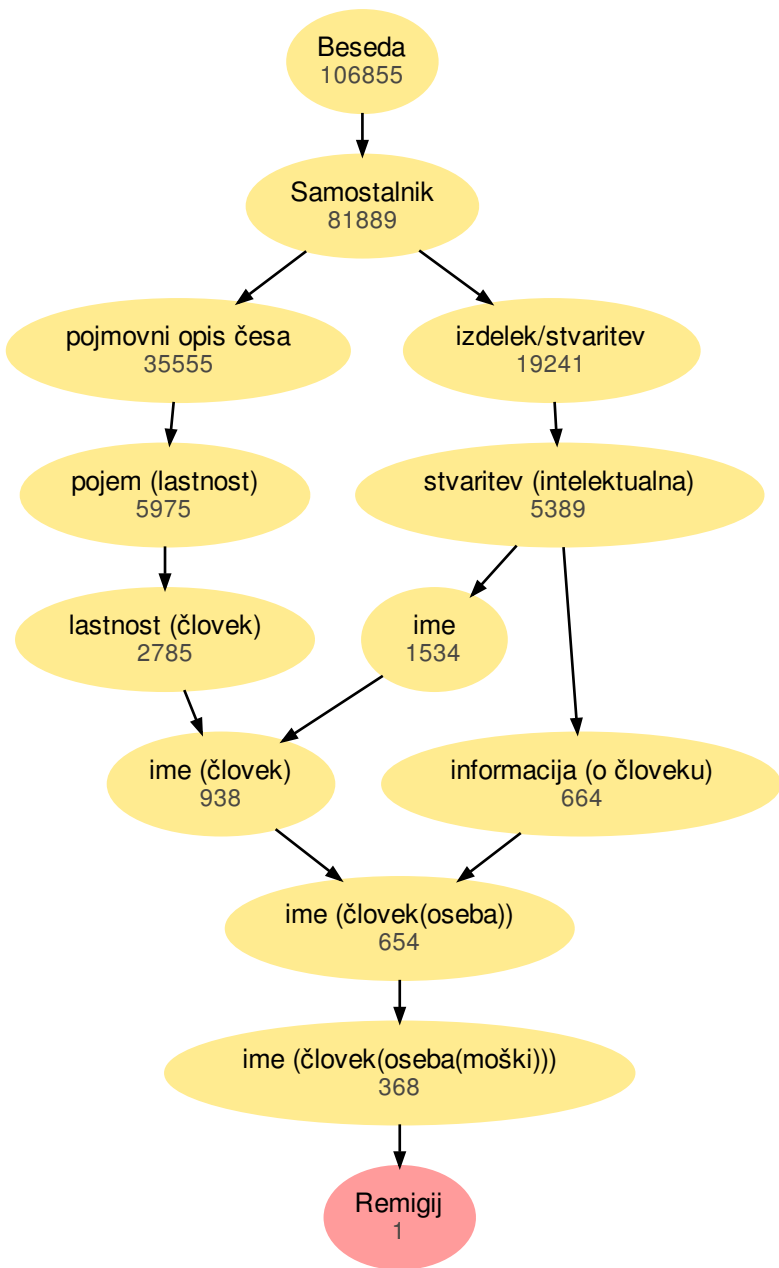 Beseda
106855
Samostalnik
81889
pojmovni opis česa
35555
izdelek/stvaritev
19241
pojem (lastnost)
5975
stvaritev (intelektualna)
5389
lastnost (človek)
2785
ime
1534
ime (človek)
938
informacija (o človeku)
664
ime (človek(oseba))
654
ime (človek(oseba(moški)))
368
Remigij
1